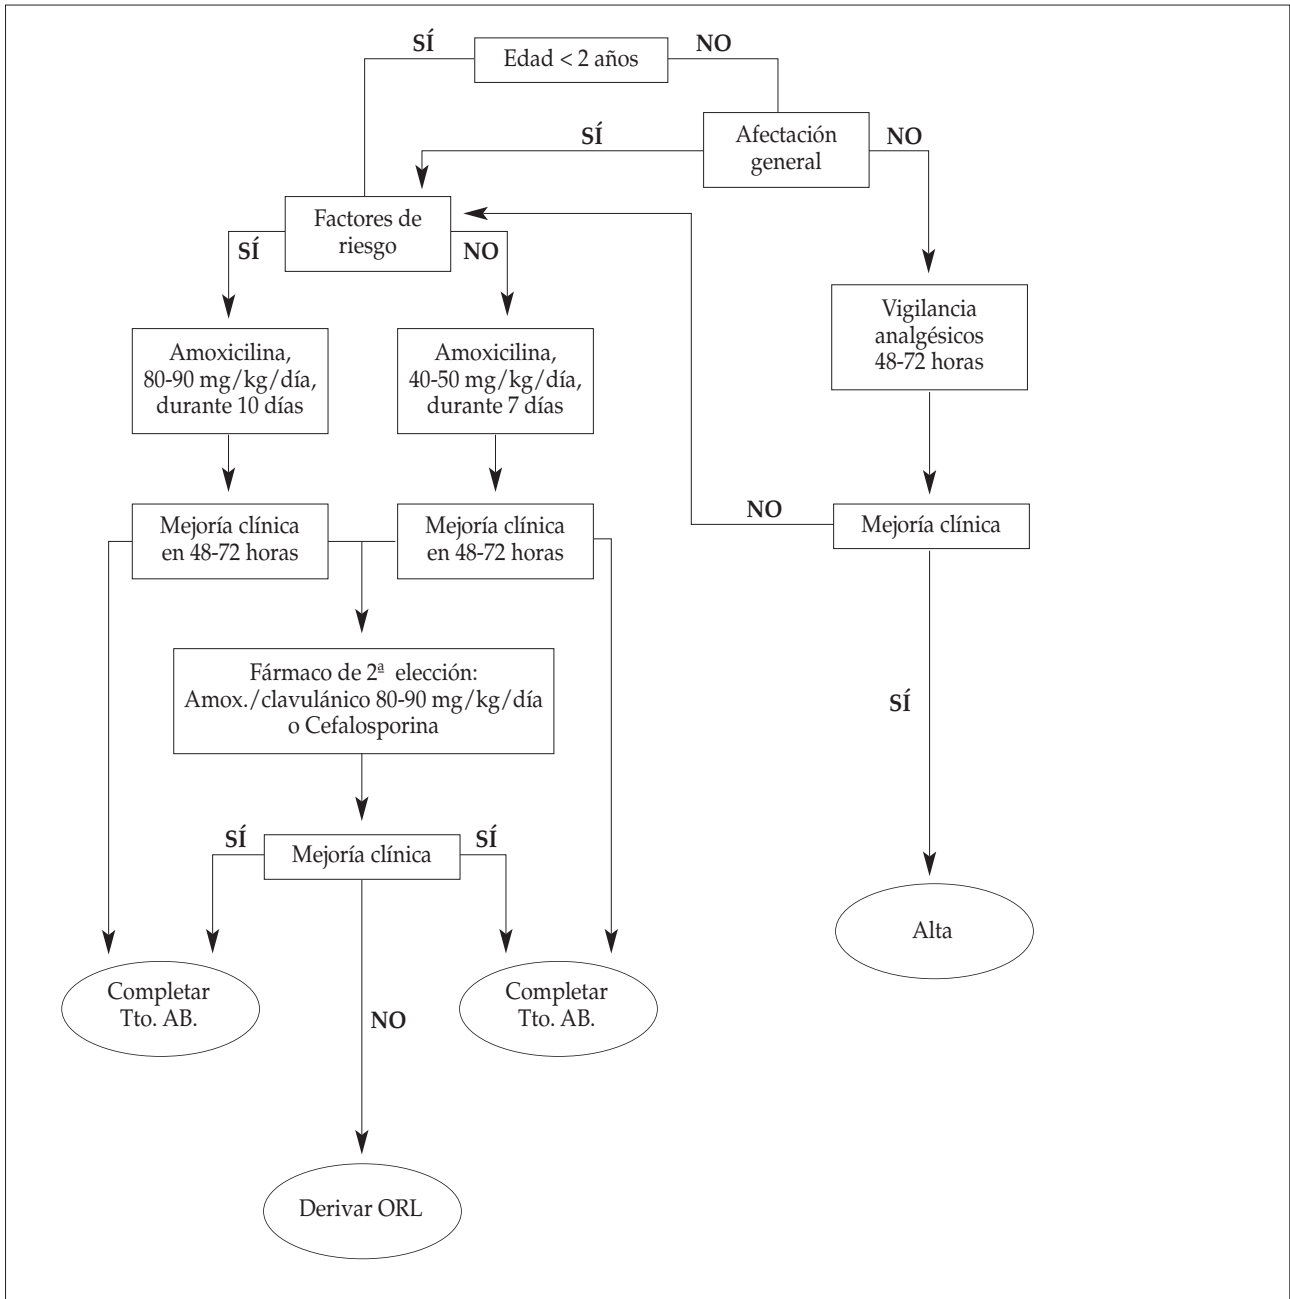 SÍ
Edad < 2 años
NO
SÍ
Afectación
general
NO
Factores de
riesgo
SÍ
NO
Vigilancia
analgésicos
48-72 horas
Amoxicilina,
80-90 mg/kg/día,
durante 10 días
Amoxicilina,
40-50 mg/kg/día,
durante 7 días
Mejoría clínica
en 48-72 horas
Mejoría clínica
en 48-72 horas
NO
Mejoría clínica
Fármaco de 2ª elección:
Amox./clavulánico 80-90 mg/kg/día
o Cefalosporina
SÍ
SÍ
Mejoría clínica
SÍ
Alta
Completar
Tto. AB.
NO
Completar
Tto. AB.
Derivar ORL